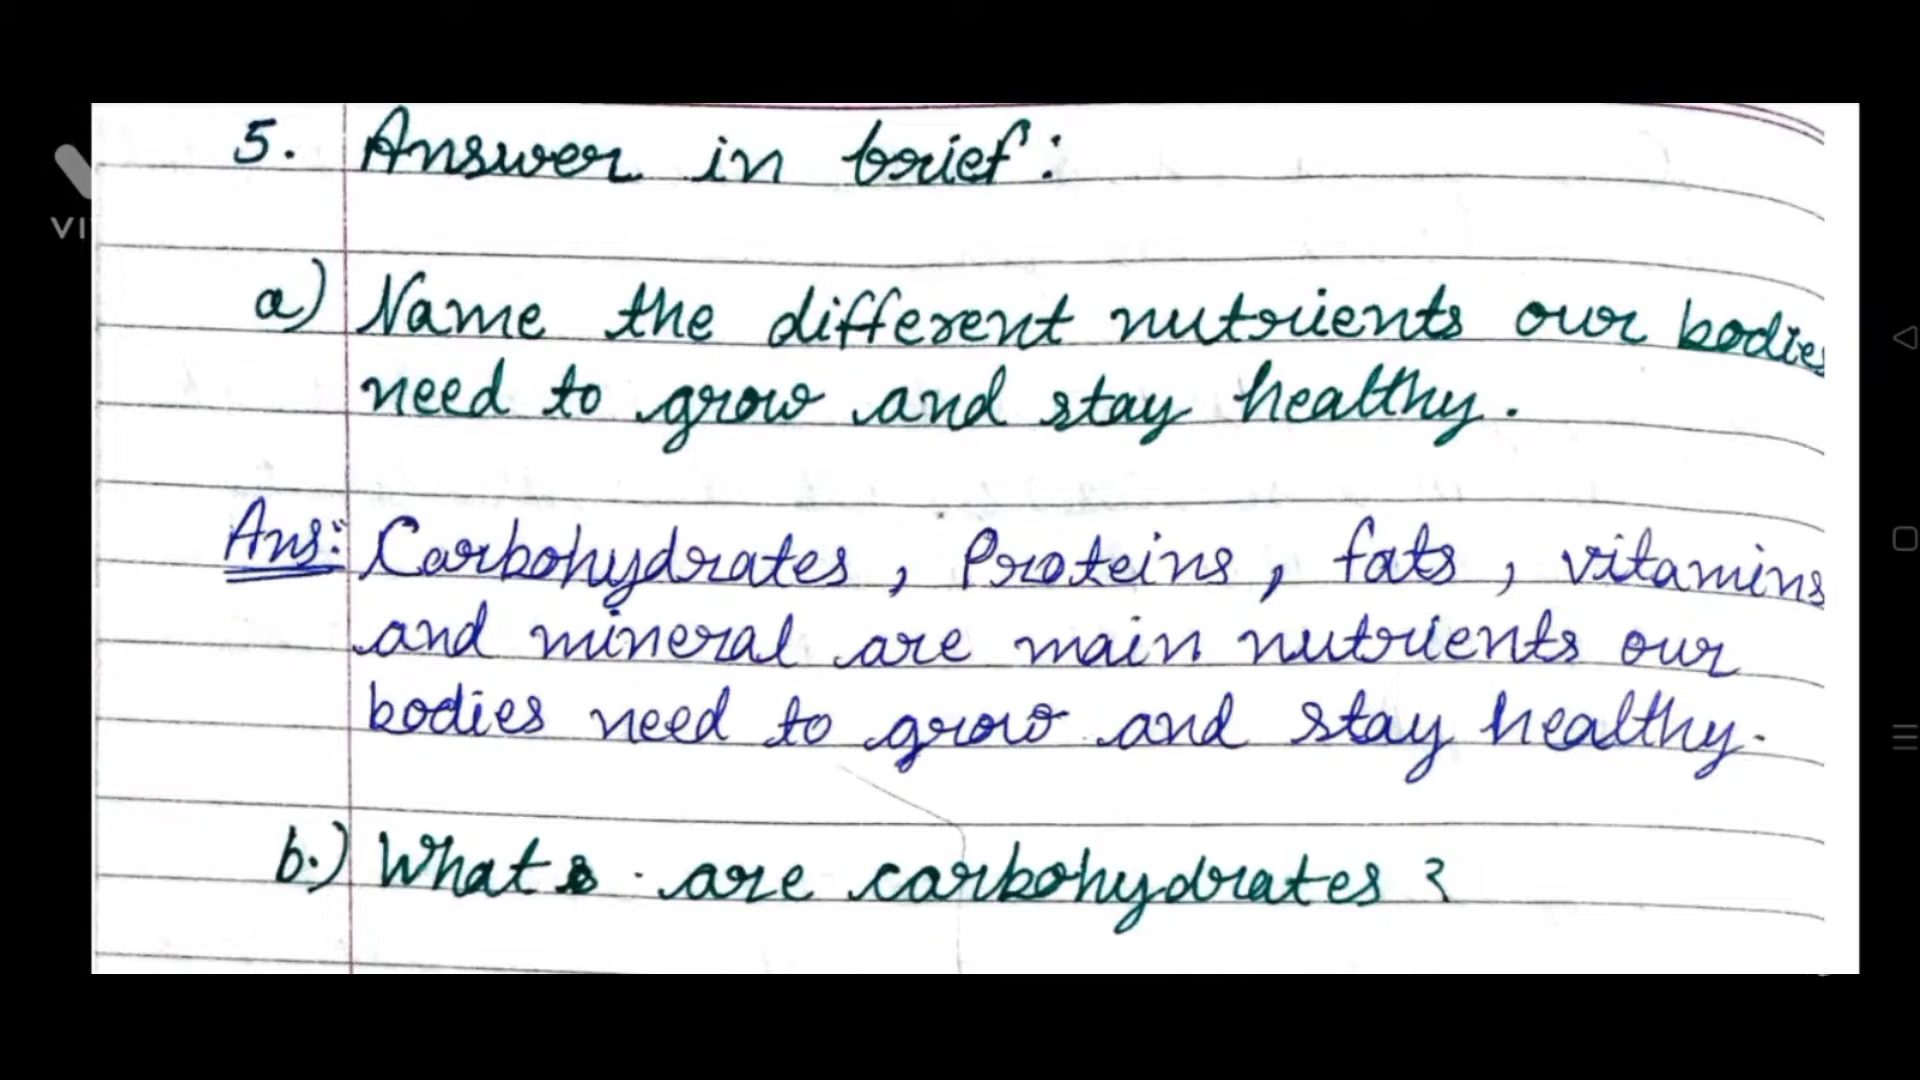 5. Answer in brief:
a) Name the different nutrients our bodies
need to grow and stay healthy.
Ans:- Carbohydrates, Proteins, fats, vitamins
and mineral are main nutrients our
bodies need to grow and stay healthy.
b.) What are carbohydrates?